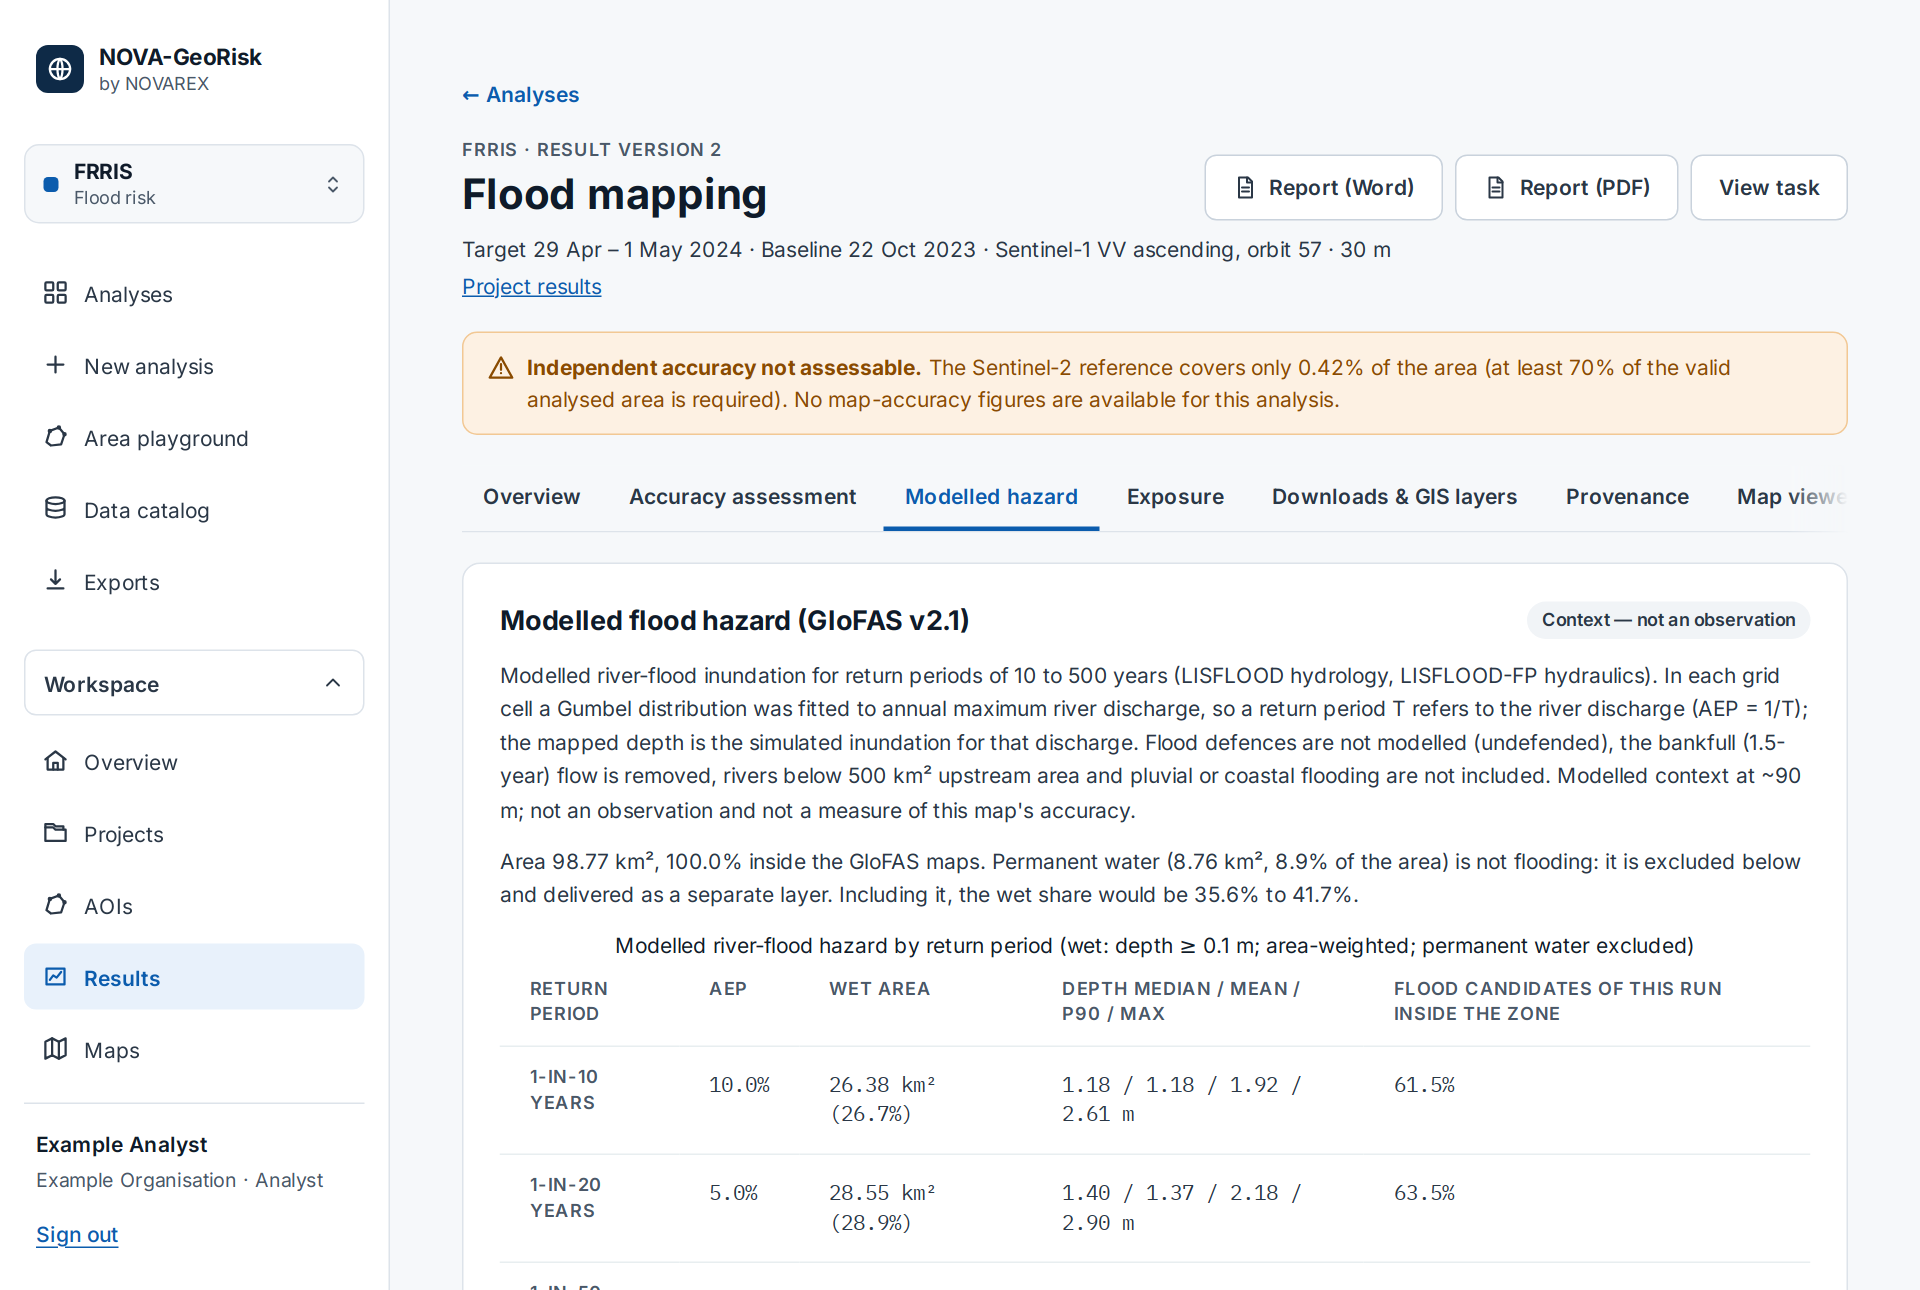 NOVA-GeoRisk
by NOVAREX
FRRIS
Flood risk
Analyses
New analysis
Area playground
Data catalog
Exports
Workspace
Overview
Projects
AOIs
Results
Maps
Example Analyst
Example Organisation · Analyst
Sign out
← Analyses
FRRIS · RESULT VERSION 2
Flood mapping
Report (Word)
Report (PDF)
View task
Target 29 Apr – 1 May 2024 · Baseline 22 Oct 2023 · Sentinel-1 VV ascending, orbit 57 · 30 m
Project results
Independent accuracy not assessable. The Sentinel-2 reference covers only 0.42% of the area (at least 70% of the valid
analysed area is required). No map-accuracy figures are available for this analysis.
Overview
Accuracy assessment
Modelled hazard
Exposure
Downloads & GIS layers
Provenance
Map viewe
Modelled flood hazard (GloFAS v2.1)
Context — not an observation
Modelled river-flood inundation for return periods of 10 to 500 years (LISFLOOD hydrology, LISFLOOD-FP hydraulics). In each grid
cell a Gumbel distribution was fitted to annual maximum river discharge, so a return period T refers to the river discharge (AEP = 1/T);
the mapped depth is the simulated inundation for that discharge. Flood defences are not modelled (undefended), the bankfull (1.5-
year) flow is removed, rivers below 500 km² upstream area and pluvial or coastal flooding are not included. Modelled context at ~90
m; not an observation and not a measure of this map's accuracy.
Area 98.77 km², 100.0% inside the GloFAS maps. Permanent water (8.76 km², 8.9% of the area) is not flooding: it is excluded below
and delivered as a separate layer. Including it, the wet share would be 35.6% to 41.7%.
Modelled river-flood hazard by return period (wet: depth ≥ 0.1 m; area-weighted; permanent water excluded)
RETURN
PERIOD
AEP
WET AREA
DEPTH MEDIAN / MEAN /
P90 / MAX
FLOOD CANDIDATES OF THIS RUN
INSIDE THE ZONE
1-IN-10
YEARS
10.0%
26.38 km²
(26.7%)
1.18 / 1.18 / 1.92 /
2.61 m
61.5%
1-IN-20
YEARS
5.0%
28.55 km²
(28.9%)
1.40 / 1.37 / 2.18 /
2.90 m
63.5%